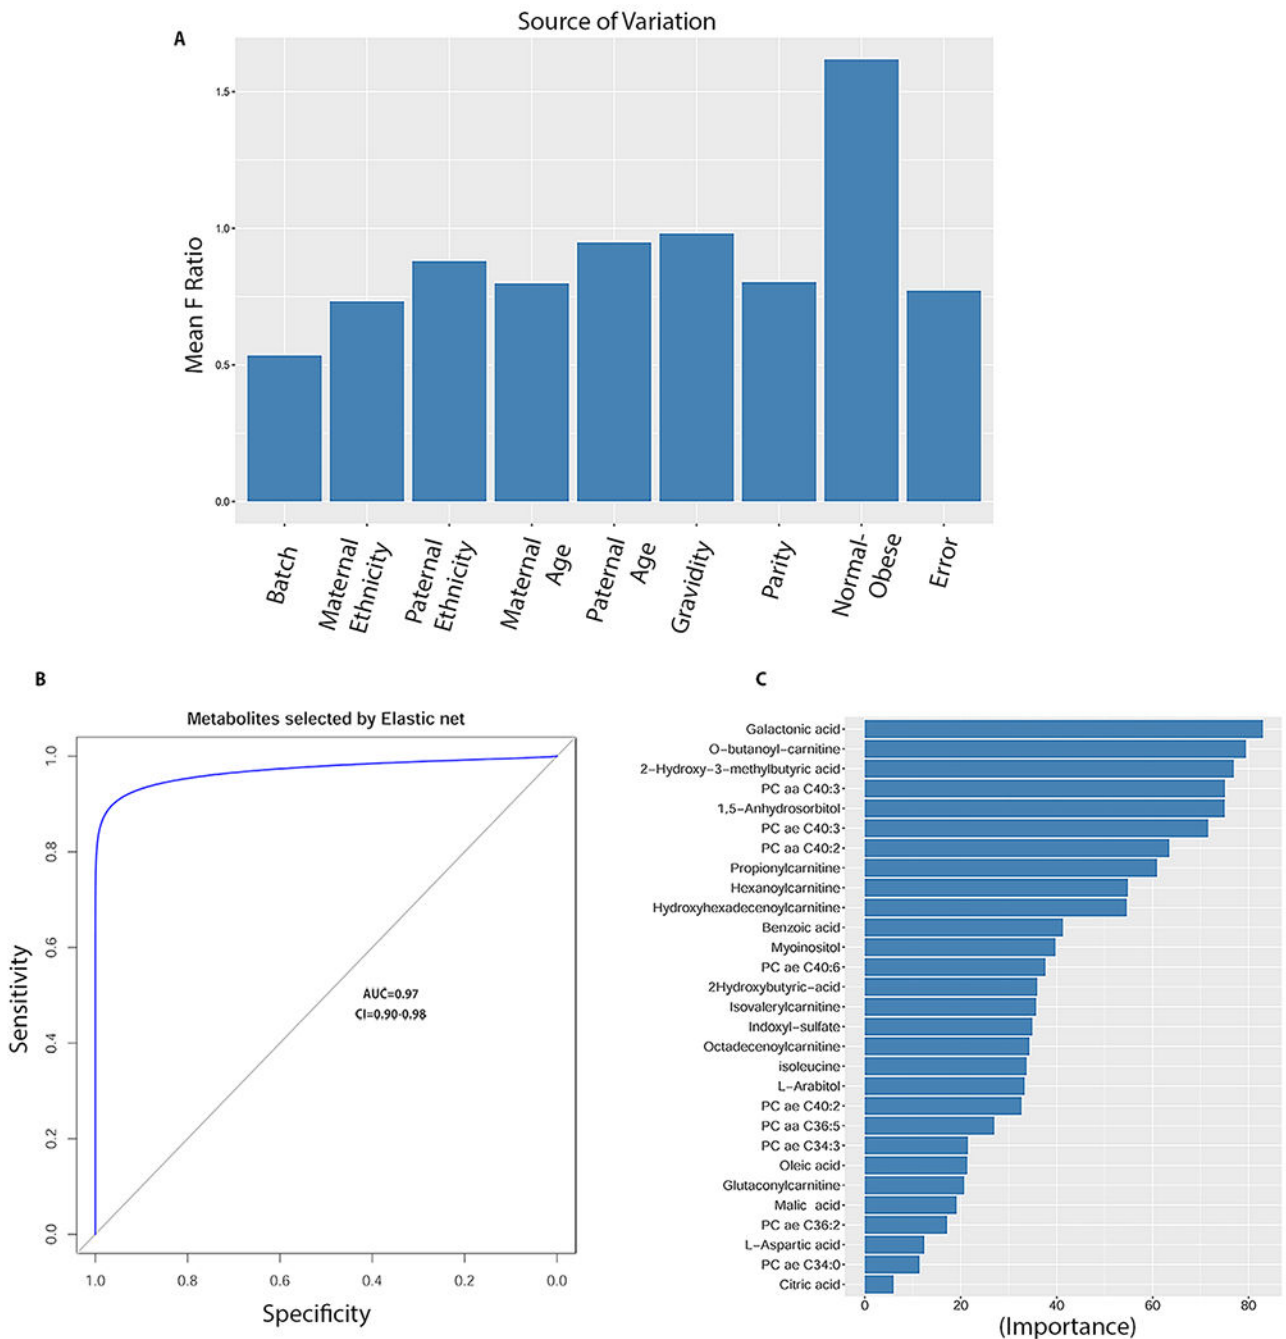 A
Source of Variation
Mean F Ratio
1.5
1.0
0.5
0.0
Batch
Maternal
Ethnicity
Paternal
Ethnicity
Maternal
Age
Paternal
Age
Gravidity
Parity
Normal-
Obese
Error
B
Metabolites selected by Elastic net
Sensitivity
1.0
0.8
0.6
0.4
0.2
0.0
AUC=0.97
CI=0.90-0.98
1.0 0.8 0.6 0.4 0.2 0.0
Specificity
C
Galactonic acid
O-butanoyl-carnitine
2-Hydroxy-3-methylbutyric acid
PC aa C40:3
1,5-Anhydrosorbitol
PC ae C40:3
PC aa C40:2
Propionylcarnitine
Hexanoylcarnitine
Hydroxyhexadecenoylcarnitine
Benzoic acid
Myoinositol
PC ae C40:6
2Hydroxybutyric-acid
Isovalerylcarnitine
Indoxyl-sulfate
Octadecenoylcarnitine
isoleucine
L-Arabitol
PC ae C40:2
PC aa C36:5
PC ae C34:3
Oleic acid
Glutaconylcarnitine
Malic acid
PC ae C36:2
L-Aspartic acid
PC ae C34:0
Citric acid
0 20 40 60 80
(Importance)